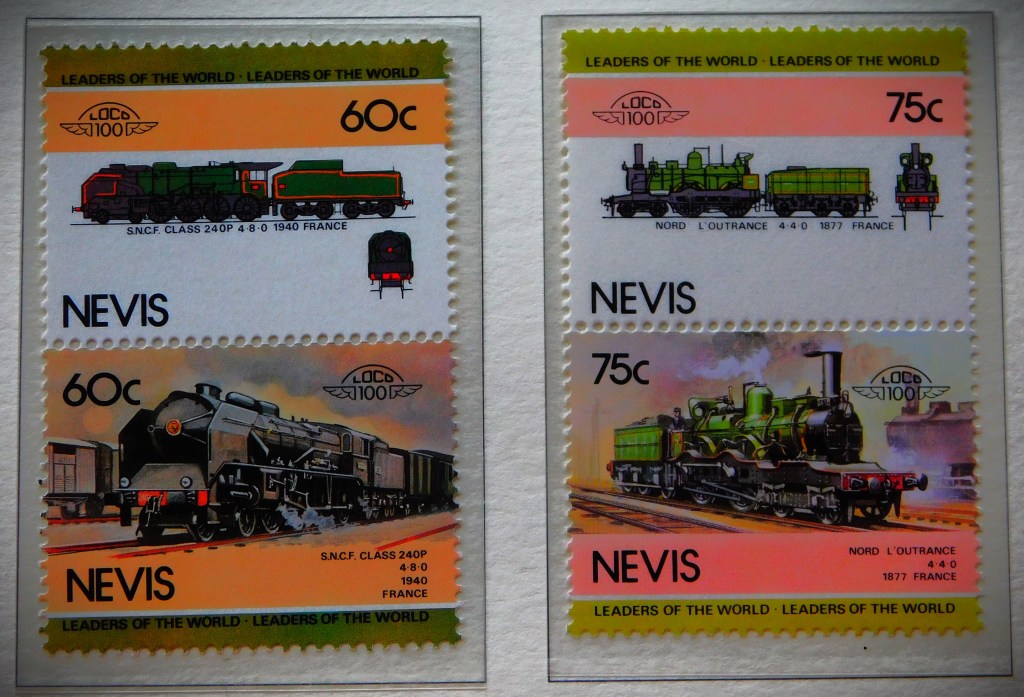 LEADERS OF THE WORLD · LEADERS OF THE WORLD
LOCO
100
60c
S.N.C.F. CLASS 240P 4·8·0 1940 FRANCE
NEVIS
60c
LOCO
100
S.N.C.F. CLASS 240P
4·8·0
1940
FRANCE
NEVIS
LEADERS OF THE WORLD · LEADERS OF THE WORLD
LEADERS OF THE WORLD · LEADERS OF THE WORLD
LOCO
100
75c
NORD L'OUTRANCE 4·4·0 1877 FRANCE
NEVIS
75c
LOCO
100
NORD L'OUTRANCE
4·4·0
1877 FRANCE
NEVIS
LEADERS OF THE WORLD · LEADERS OF THE WORLD